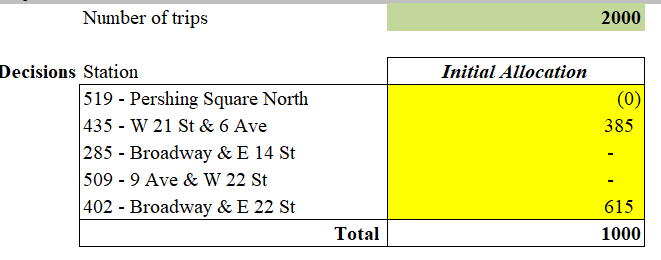 Number of trips 2000
Decisions Station Initial Allocation
519 - Pershing Square North (0)
435 - W 21 St & 6 Ave 385
285 - Broadway & E 14 St -
509 - 9 Ave & W 22 St -
402 - Broadway & E 22 St 615
Total 1000